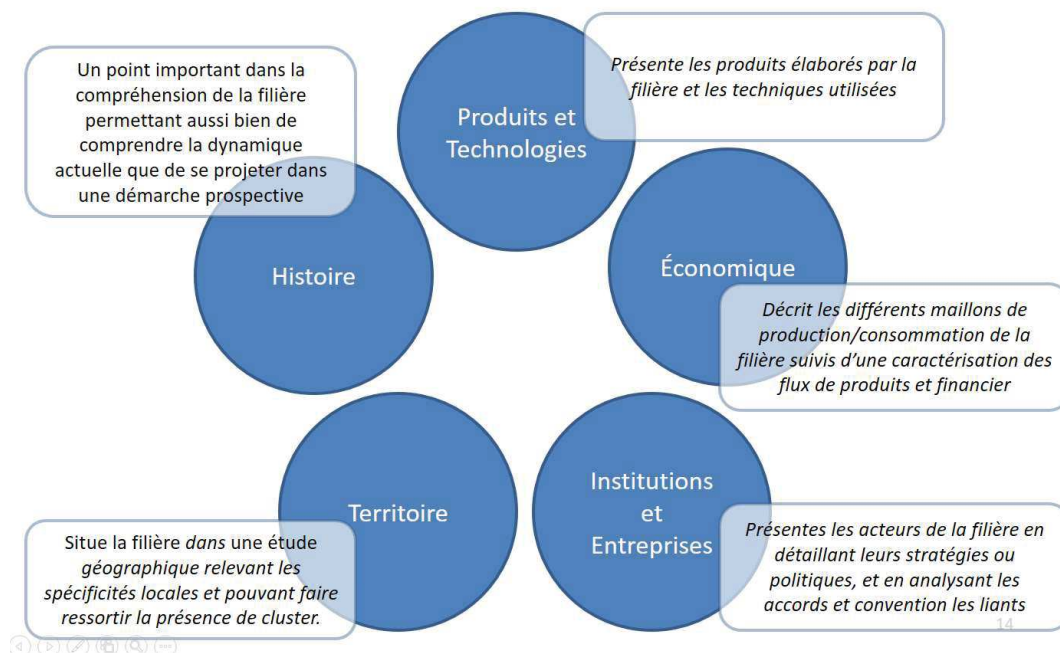 Un point important dans la
compréhension de la filière
permettant aussi bien de
comprendre la dynamique
actuelle que de se projeter dans
une démarche prospective
Produits et
Technologies
Présente les produits élaborés par la
filière et les techniques utilisées
Histoire
Économique
Décrit les différents maillons de
production/consommation de la
filière suivis d’une caractérisation des
flux de produits et financier
Territoire
Situe la filière dans une étude
géographique relevant les
spécificités locales et pouvant faire
ressortir la présence de cluster.
Institutions
et
Entreprises
Présentes les acteurs de la filière en
détaillant leurs stratégies ou
politiques, et en analysant les
accords et convention les liants
14